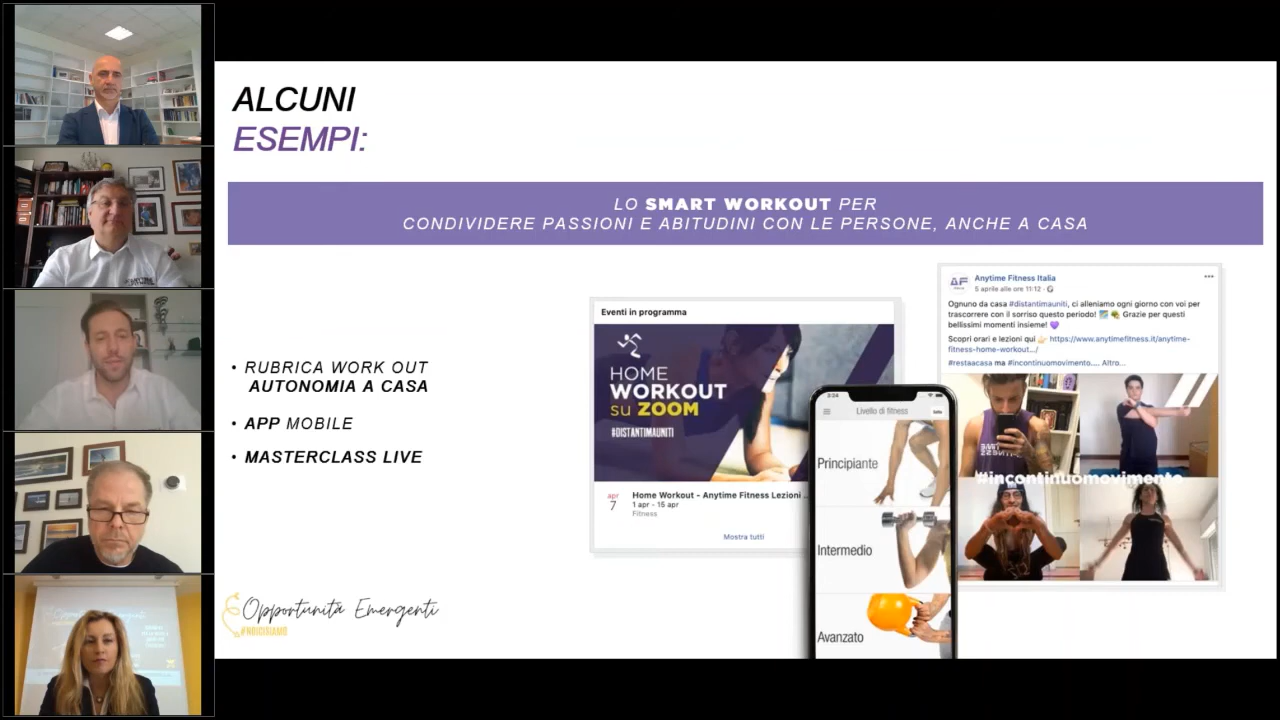 ALCUNI
ESEMPI:
LO SMART WORKOUT PER
CONDIVIDERE PASSIONI E ABITUDINI CON LE PERSONE, ANCHE A CASA
• RUBRICA WORK OUT
AUTONOMIA A CASA
• APP MOBILE
• MASTERCLASS LIVE
Eventi in programma
HOME
WORKOUT
su ZOOM
#DISTANTIMAUNITI
apr
7
Home Workout - Anytime Fitness Lezioni ..
1 apr - 15 apr
Fitness
Mostra tutti
3:24
Livello di fitness
Info
Principiante
Intermedio
Avanzato
AF
Anytime Fitness Italia
5 aprile alle ore 11:12
Ognuno da casa #distantimauniti, ci alleniamo ogni giorno con voi per
trascorrere con il sorriso questo periodo! Grazie per questi
bellissimi momenti insieme!
Scopri orari e lezioni qui https://www.anytimefitness.it/anytime-
fitness-home-workout.../
#restaacasa ma #incontinuomovimento.... Altro...
#incontinuomovimento
Opportunità Emergenti
#NOICISIAMO